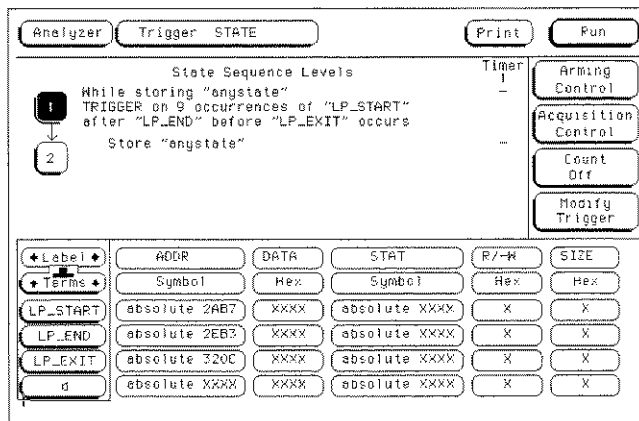 Analyzer Trigger STATE Print Run
State Sequence Levels Timer
1
While storing "anystate" –
1 TRIGGER on 9 occurrences of "LP_START"
after "LP_END" before "LP_EXIT" occurs
2 Store "anystate" –
Arming
Control
Acquisition
Control
Count
Off
Modify
Trigger
Label ADDR DATA STAT R/-W SIZE
Terms Symbol Hex Symbol Hex Hex
LP_START absolute 2AB7 XXXX absolute XXXX X X
LP_END absolute 2EB3 XXXX absolute XXXX X X
LP_EXIT absolute 320C XXXX absolute XXXX X X
d absolute XXXX XXXX absolute XXXX X X